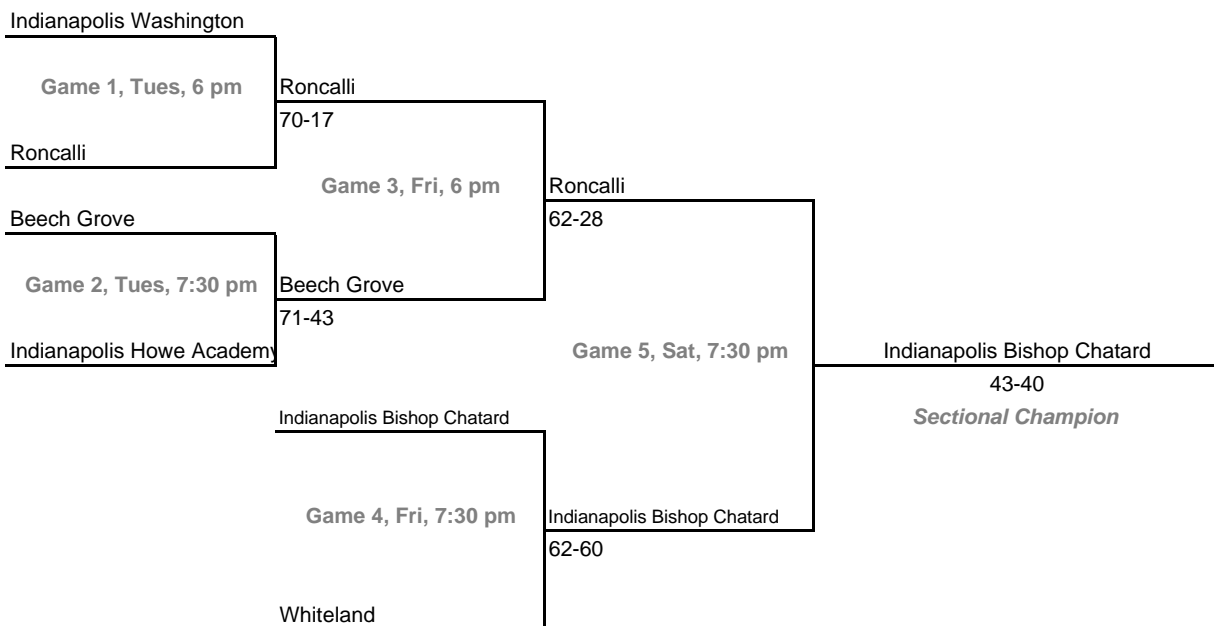 Indianapolis Washington
Game 1, Tues, 6 pm
Roncalli
70-17
Roncalli
Game 3, Fri, 6 pm
Roncalli
62-28
Beech Grove
Game 2, Tues, 7:30 pm
Beech Grove
71-43
Indianapolis Howe Academy
Game 5, Sat, 7:30 pm
Indianapolis Bishop Chatard
43-40
Sectional Champion
Indianapolis Bishop Chatard
Game 4, Fri, 7:30 pm
Indianapolis Bishop Chatard
62-60
Whiteland